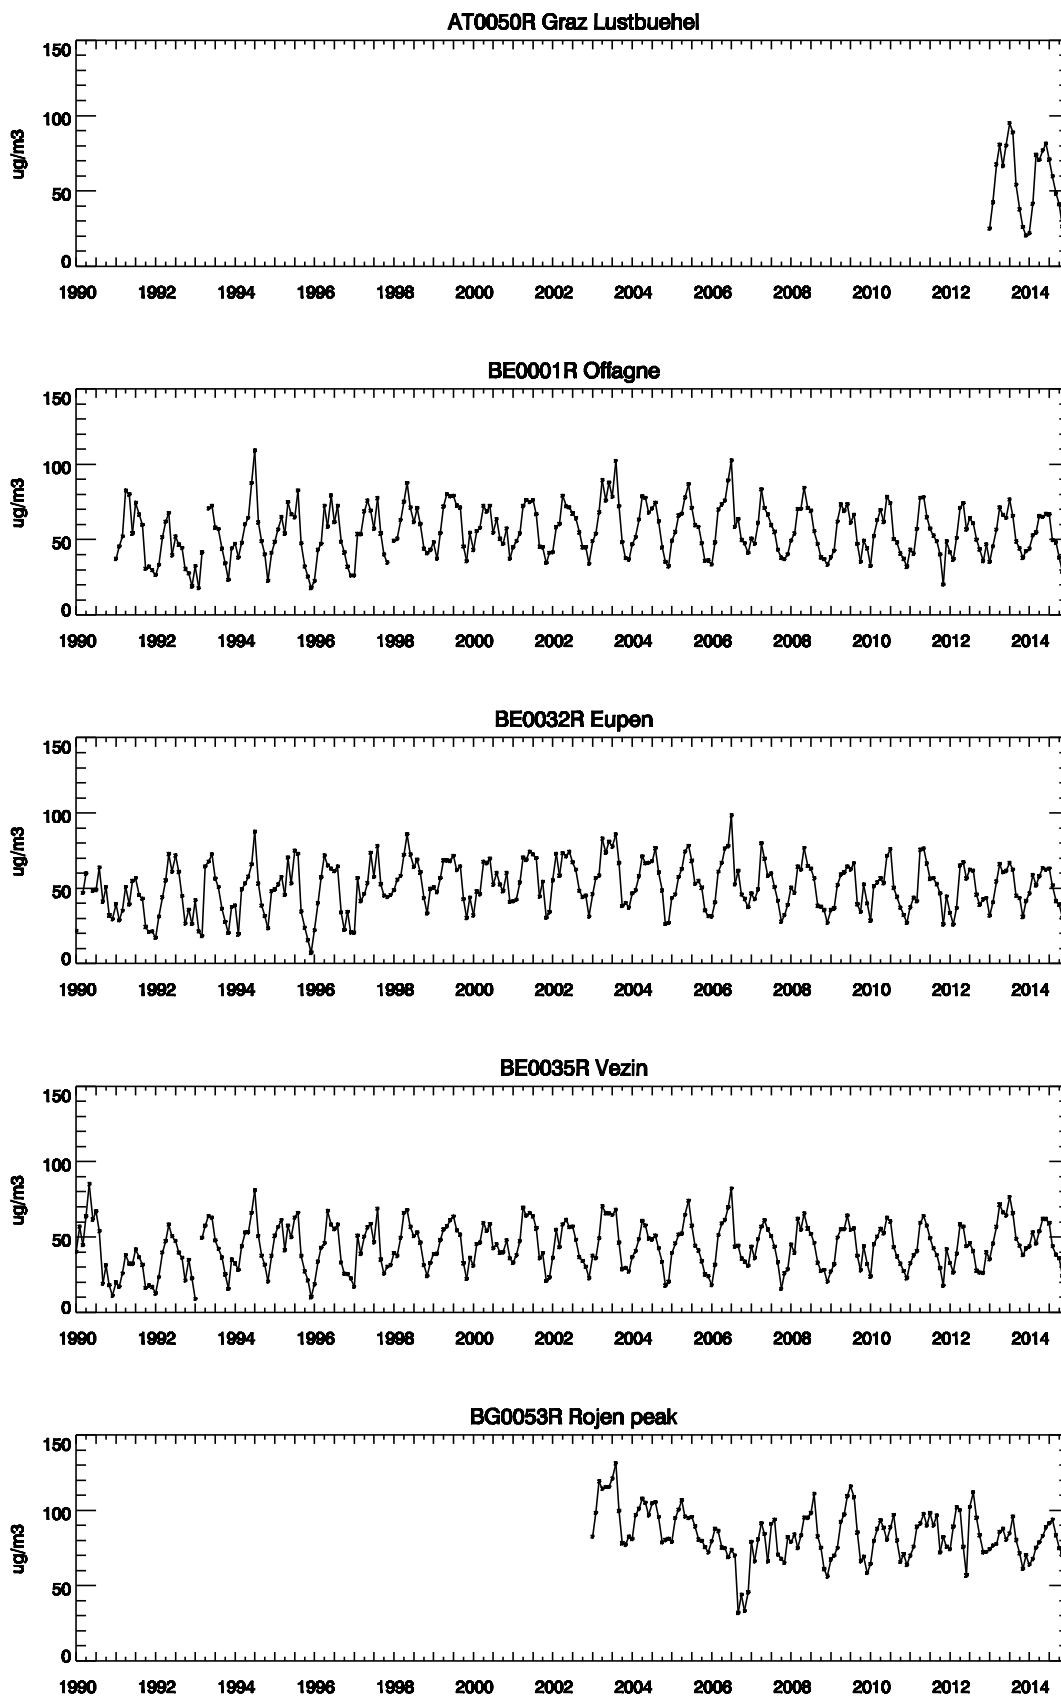 AT0050R Graz Lustbuehel
150
100
50
0
ug/m3
1990 1992 1994 1996 1998 2000 2002 2004 2006 2008 2010 2012 2014
BE0001R Offagne
150
100
50
0
ug/m3
1990 1992 1994 1996 1998 2000 2002 2004 2006 2008 2010 2012 2014
BE0032R Eupen
150
100
50
0
ug/m3
1990 1992 1994 1996 1998 2000 2002 2004 2006 2008 2010 2012 2014
BE0035R Vezin
150
100
50
0
ug/m3
1990 1992 1994 1996 1998 2000 2002 2004 2006 2008 2010 2012 2014
BG0053R Rojen peak
150
100
50
0
ug/m3
1990 1992 1994 1996 1998 2000 2002 2004 2006 2008 2010 2012 2014